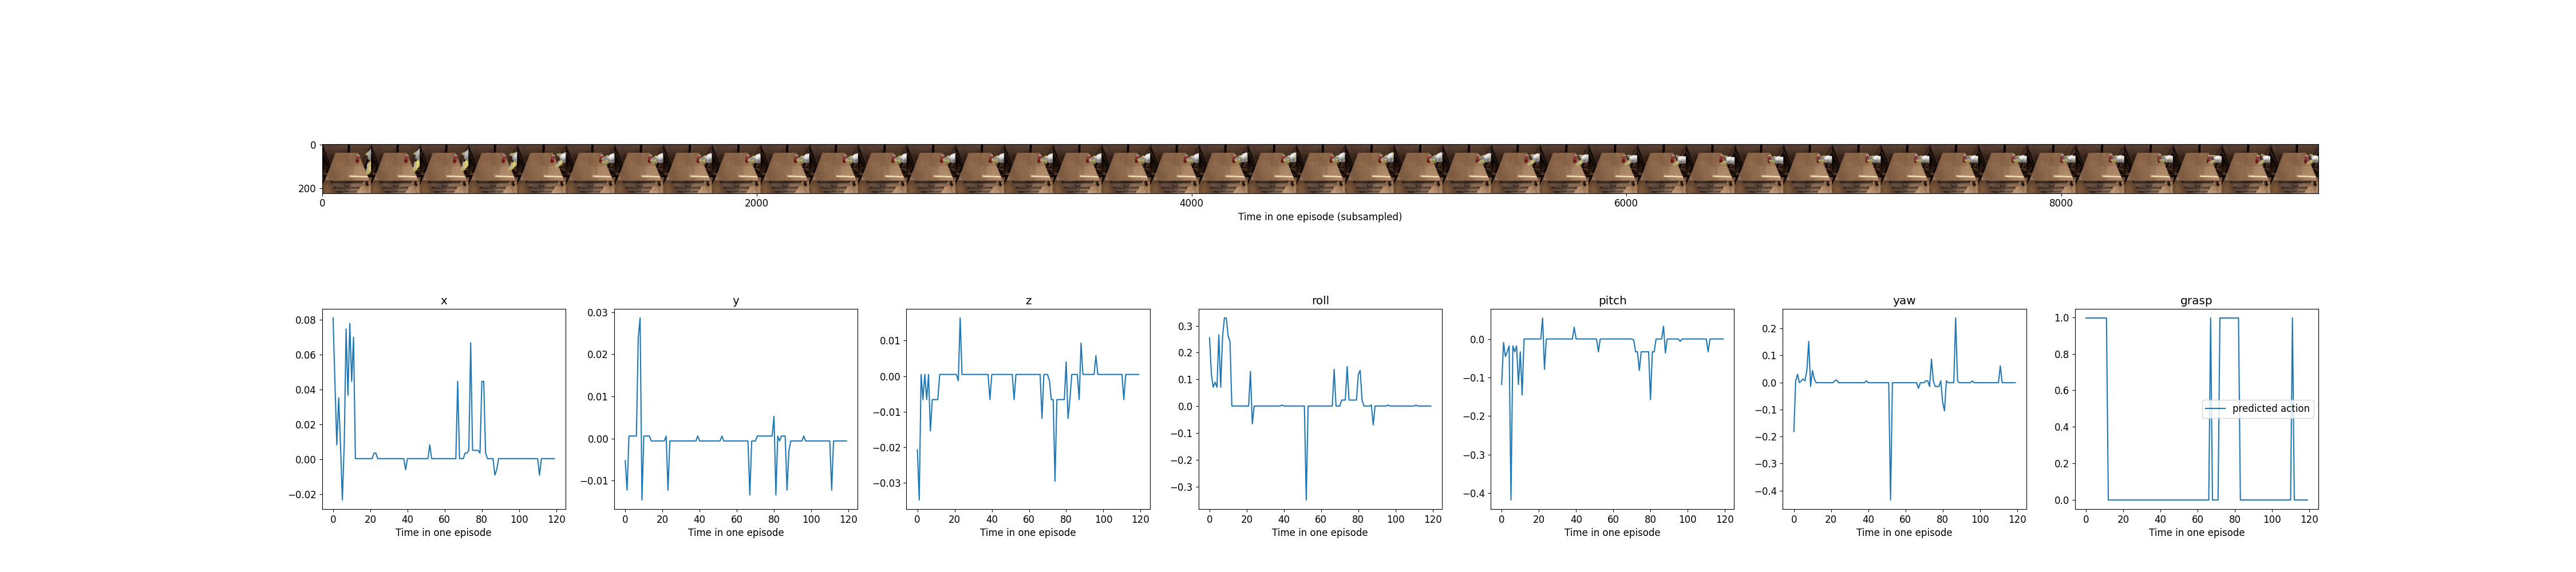 0
200
0 2000 4000 6000 8000
Time in one episode (subsampled)
x
0.08
0.06
0.04
0.02
0.00
−0.02
0 20 40 60 80 100 120
Time in one episode
y
0.03
0.02
0.01
0.00
−0.01
0 20 40 60 80 100 120
Time in one episode
z
0.01
0.00
−0.01
−0.02
−0.03
0 20 40 60 80 100 120
Time in one episode
roll
0.3
0.2
0.1
0.0
−0.1
−0.2
−0.3
0 20 40 60 80 100 120
Time in one episode
pitch
0.0
−0.1
−0.2
−0.3
−0.4
0 20 40 60 80 100 120
Time in one episode
yaw
0.2
0.1
0.0
−0.1
−0.2
−0.3
−0.4
0 20 40 60 80 100 120
Time in one episode
grasp
1.0
0.8
0.6
0.4
0.2
0.0
predicted action
0 20 40 60 80 100 120
Time in one episode